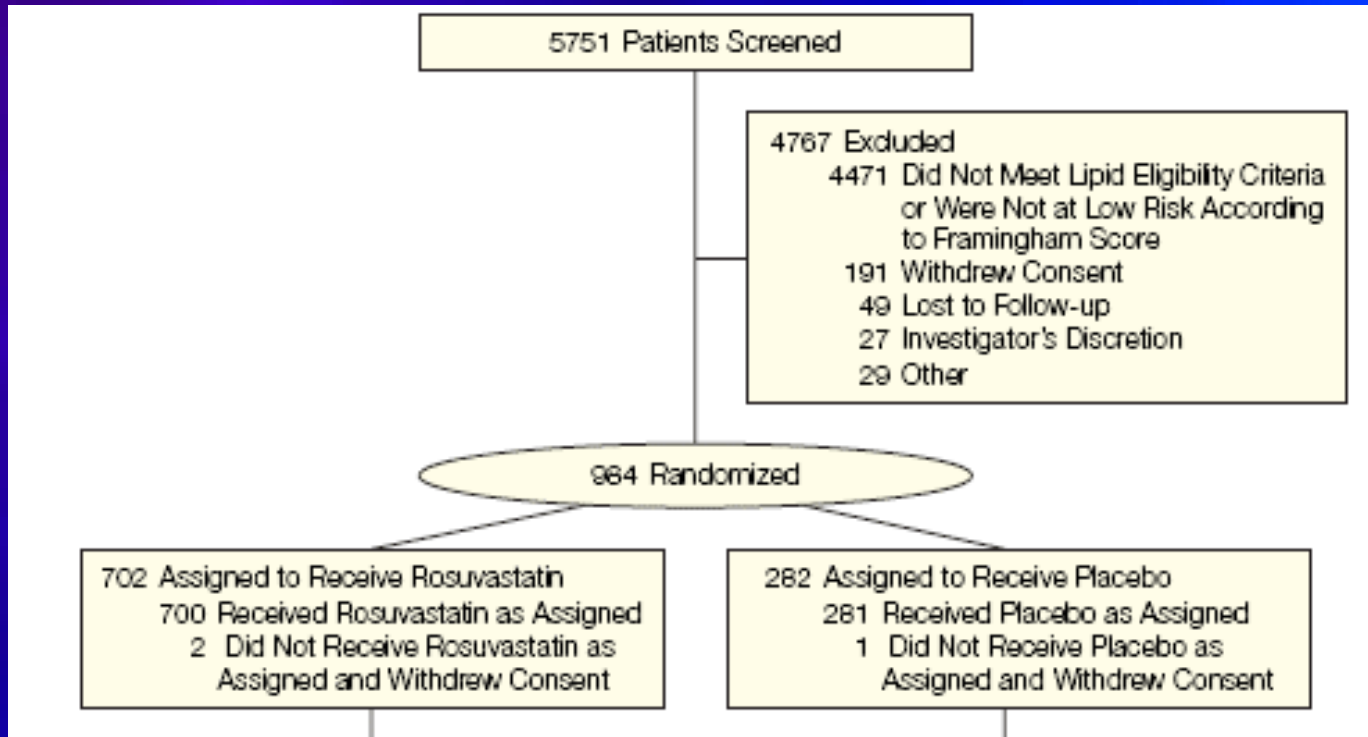 5751 Patients Screened
4767 Excluded
4471 Did Not Meet Lipid Eligibility Criteria
or Were Not at Low Risk According
to Framingham Score
191 Withdrew Consent
49 Lost to Follow-up
27 Investigator's Discretion
29 Other
984 Randomized
702 Assigned to Receive Rosuvastatin
700 Received Rosuvastatin as Assigned
2 Did Not Receive Rosuvastatin as
Assigned and Withdrew Consent
282 Assigned to Receive Placebo
281 Received Placebo as Assigned
1 Did Not Receive Placebo as
Assigned and Withdrew Consent